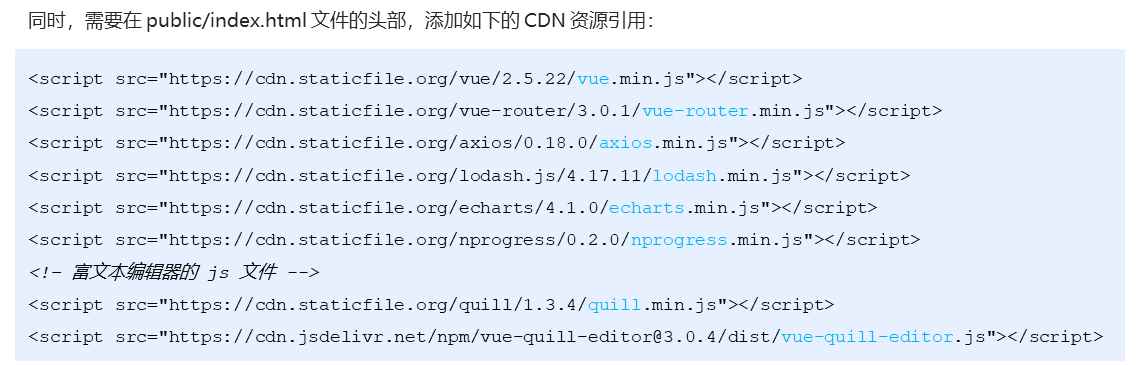 同时，需要在 public/index.html 文件的头部，添加如下的 CDN 资源引用：
<script src="https://cdn.staticfile.org/vue/2.5.22/vue.min.js"></script>
<script src="https://cdn.staticfile.org/vue-router/3.0.1/vue-router.min.js"></script>
<script src="https://cdn.staticfile.org/axios/0.18.0/axios.min.js"></script>
<script src="https://cdn.staticfile.org/lodash.js/4.17.11/lodash.min.js"></script>
<script src="https://cdn.staticfile.org/echarts/4.1.0/echarts.min.js"></script>
<script src="https://cdn.staticfile.org/nprogress/0.2.0/nprogress.min.js"></script>
<!– 富文本编辑器的 js 文件 -->
<script src="https://cdn.staticfile.org/quill/1.3.4/quill.min.js"></script>
<script src="https://cdn.jsdelivr.net/npm/vue-quill-editor@3.0.4/dist/vue-quill-editor.js"></script>